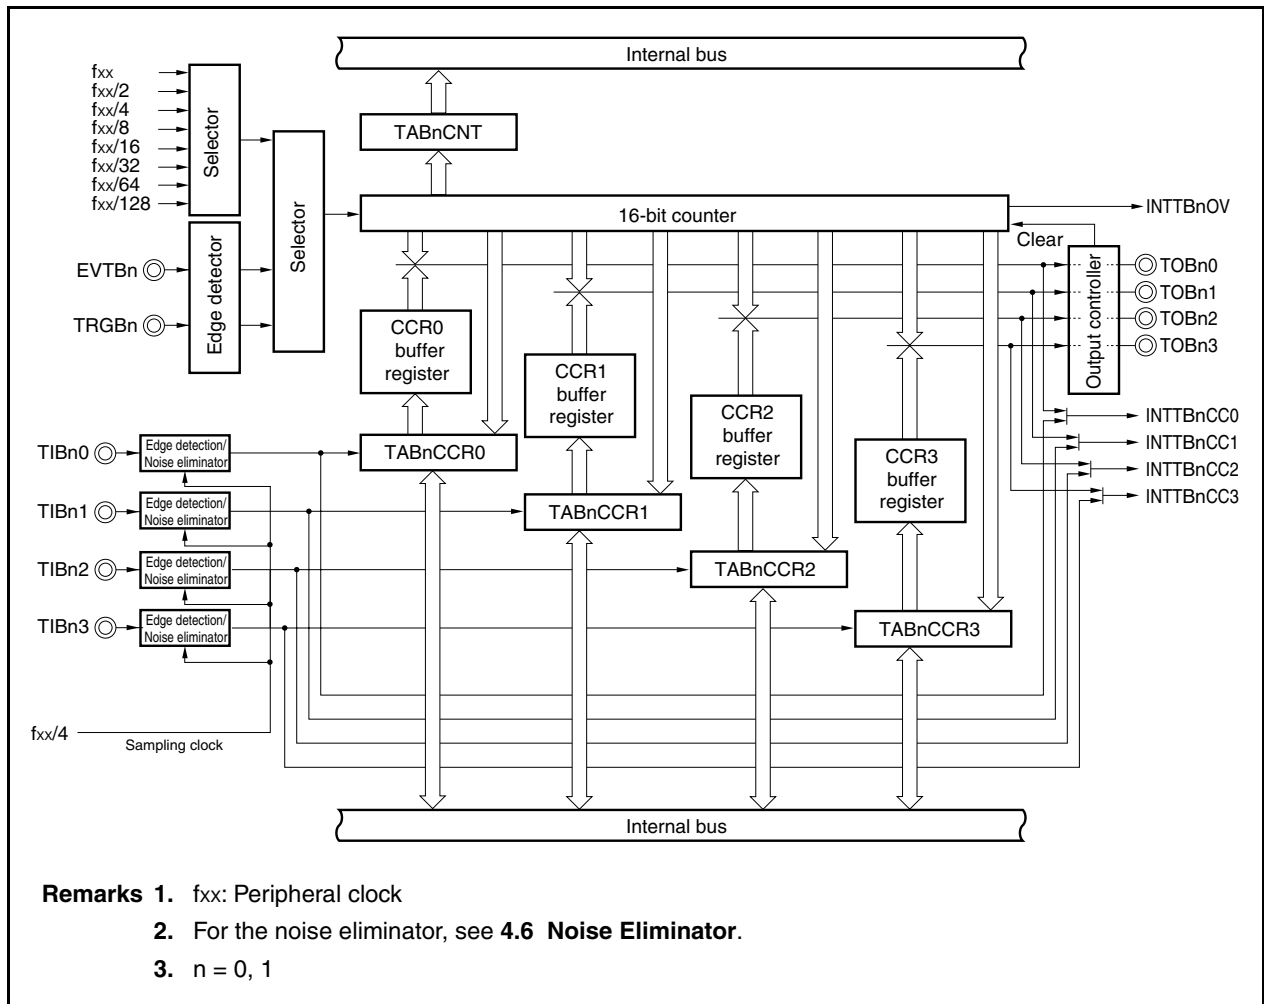 Internal bus
fxx
fxx/2
fxx/4
fxx/8
fxx/16
fxx/32
fxx/64
fxx/128
Selector
Selector
TABnCNT
16-bit counter
INTTBnOV
Clear
EVTBn
TRGBn
Edge detector
Output controller
TOBn0
TOBn1
TOBn2
TOBn3
CCR0
buffer
register
CCR1
buffer
register
CCR2
buffer
register
CCR3
buffer
register
INTTBnCC0
INTTBnCC1
INTTBnCC2
INTTBnCC3
TIBn0
Edge detection/
Noise eliminator
TABnCCR0
TIBn1
Edge detection/
Noise eliminator
TABnCCR1
TIBn2
Edge detection/
Noise eliminator
TABnCCR2
TIBn3
Edge detection/
Noise eliminator
TABnCCR3
fxx/4
Sampling clock
Internal bus
Remarks 1. fxx: Peripheral clock
2. For the noise eliminator, see 4.6 Noise Eliminator.
3. n = 0, 1